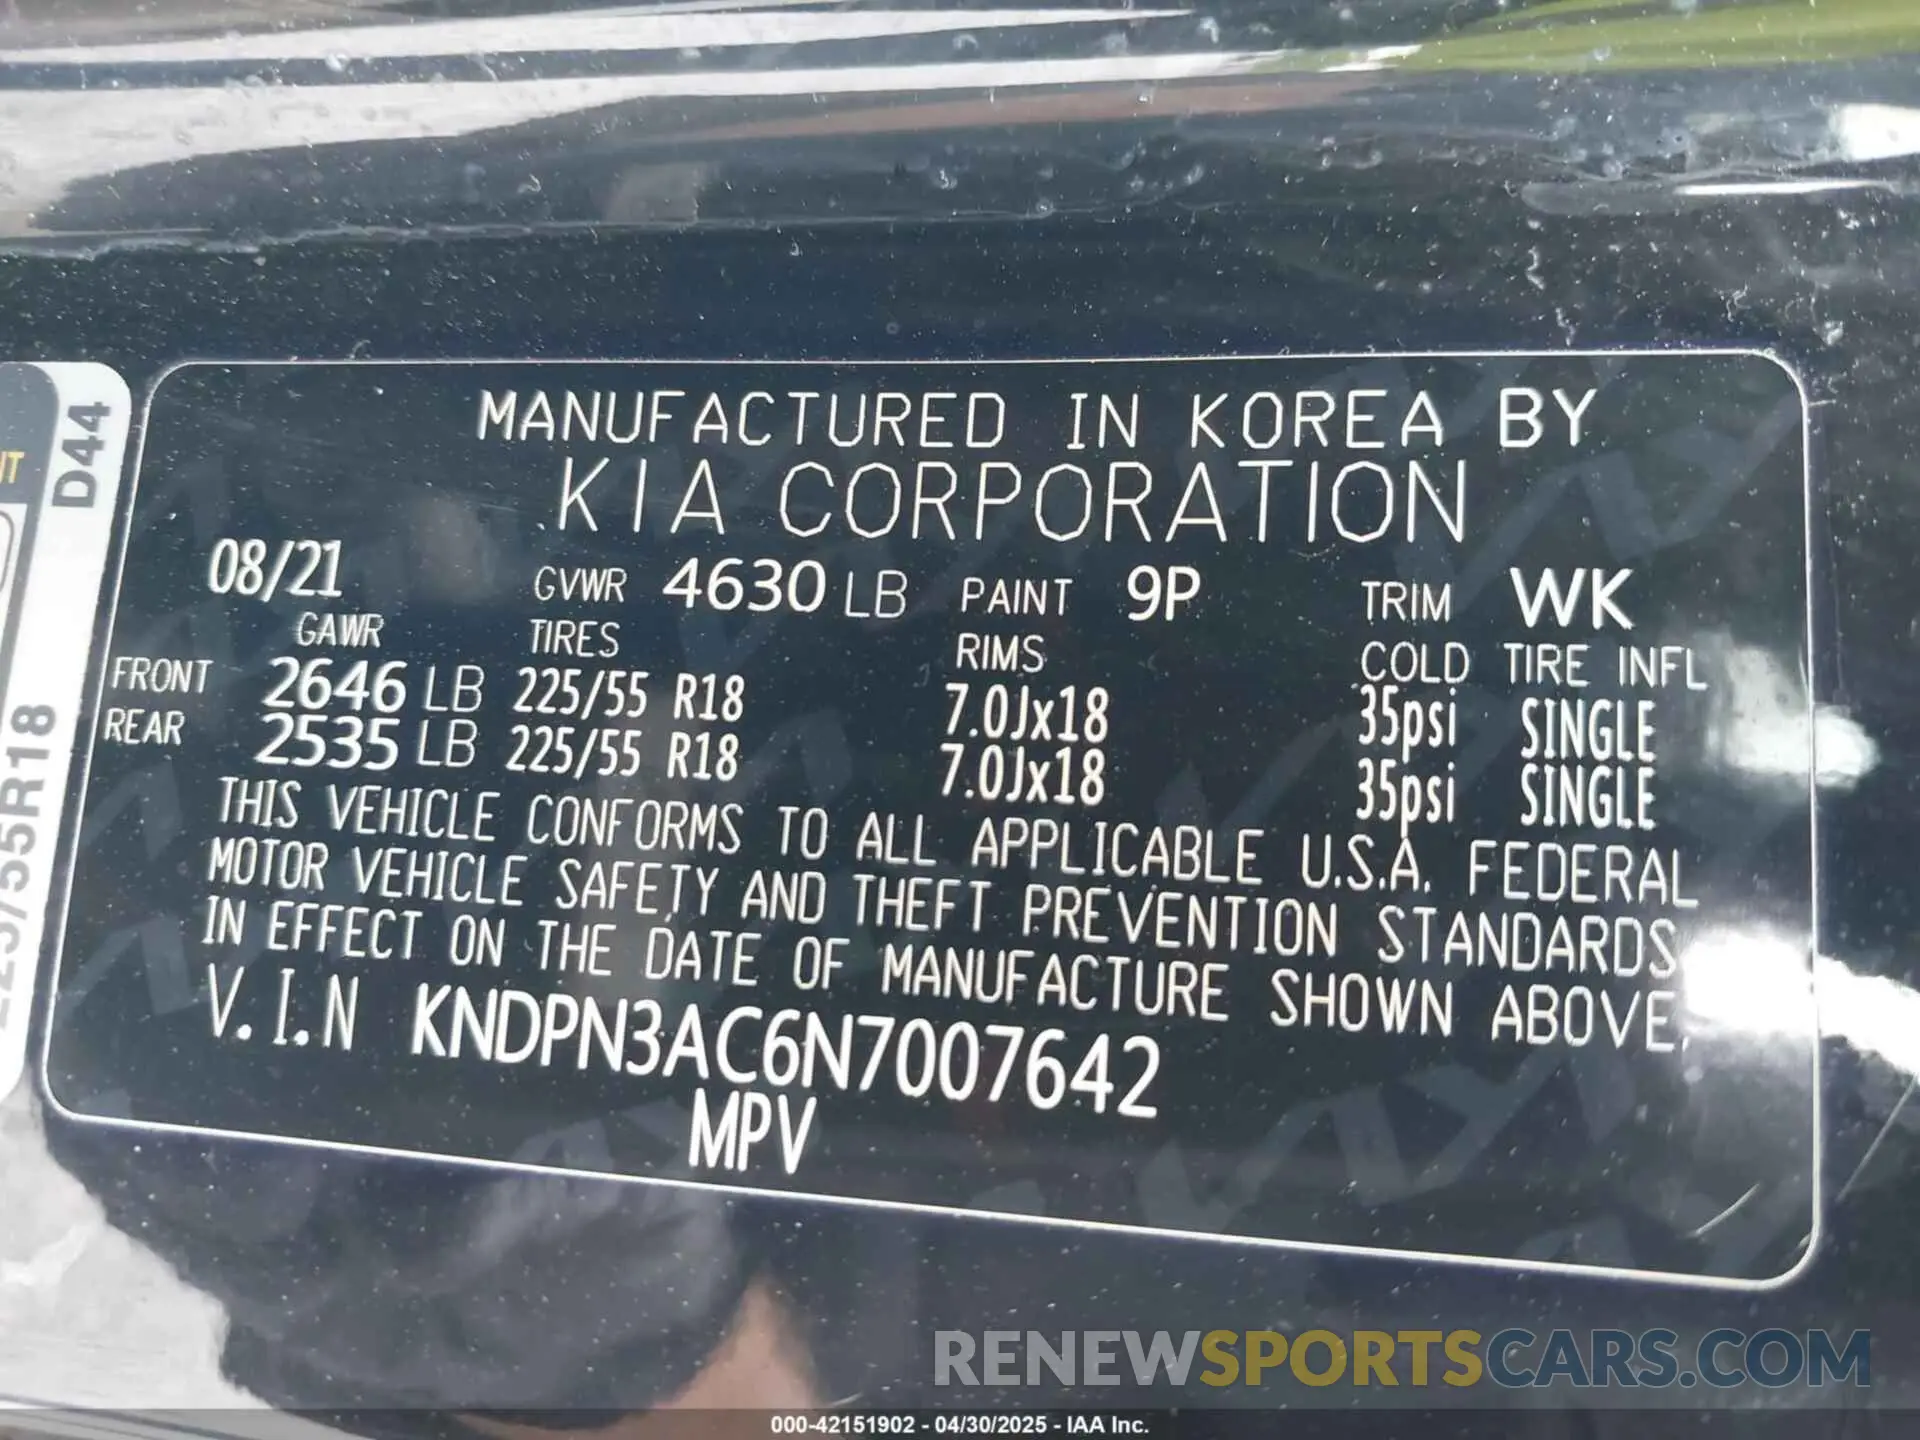 MANUFACTURED IN KOREA BY
KIA CORPORATION
08/21 GVWR 4630 LB PAINT 9P TRIM WK
GAWR TIRES RIMS COLD TIRE INFL
FRONT 2646 LB 225/55 R18 7.0Jx18 35psi SINGLE
REAR 2535 LB 225/55 R18 7.0Jx18 35psi SINGLE
THIS VEHICLE CONFORMS TO ALL APPLICABLE U.S.A. FEDERAL
MOTOR VEHICLE SAFETY AND THEFT PREVENTION STANDARDS
IN EFFECT ON THE DATE OF MANUFACTURE SHOWN ABOVE.
V.I.N KNDPN3AC6N7007642
MPV
D44
225/55R18
RENEWSPORTSCARS.COM
000-42151902 - 04/30/2025 - IAA Inc.